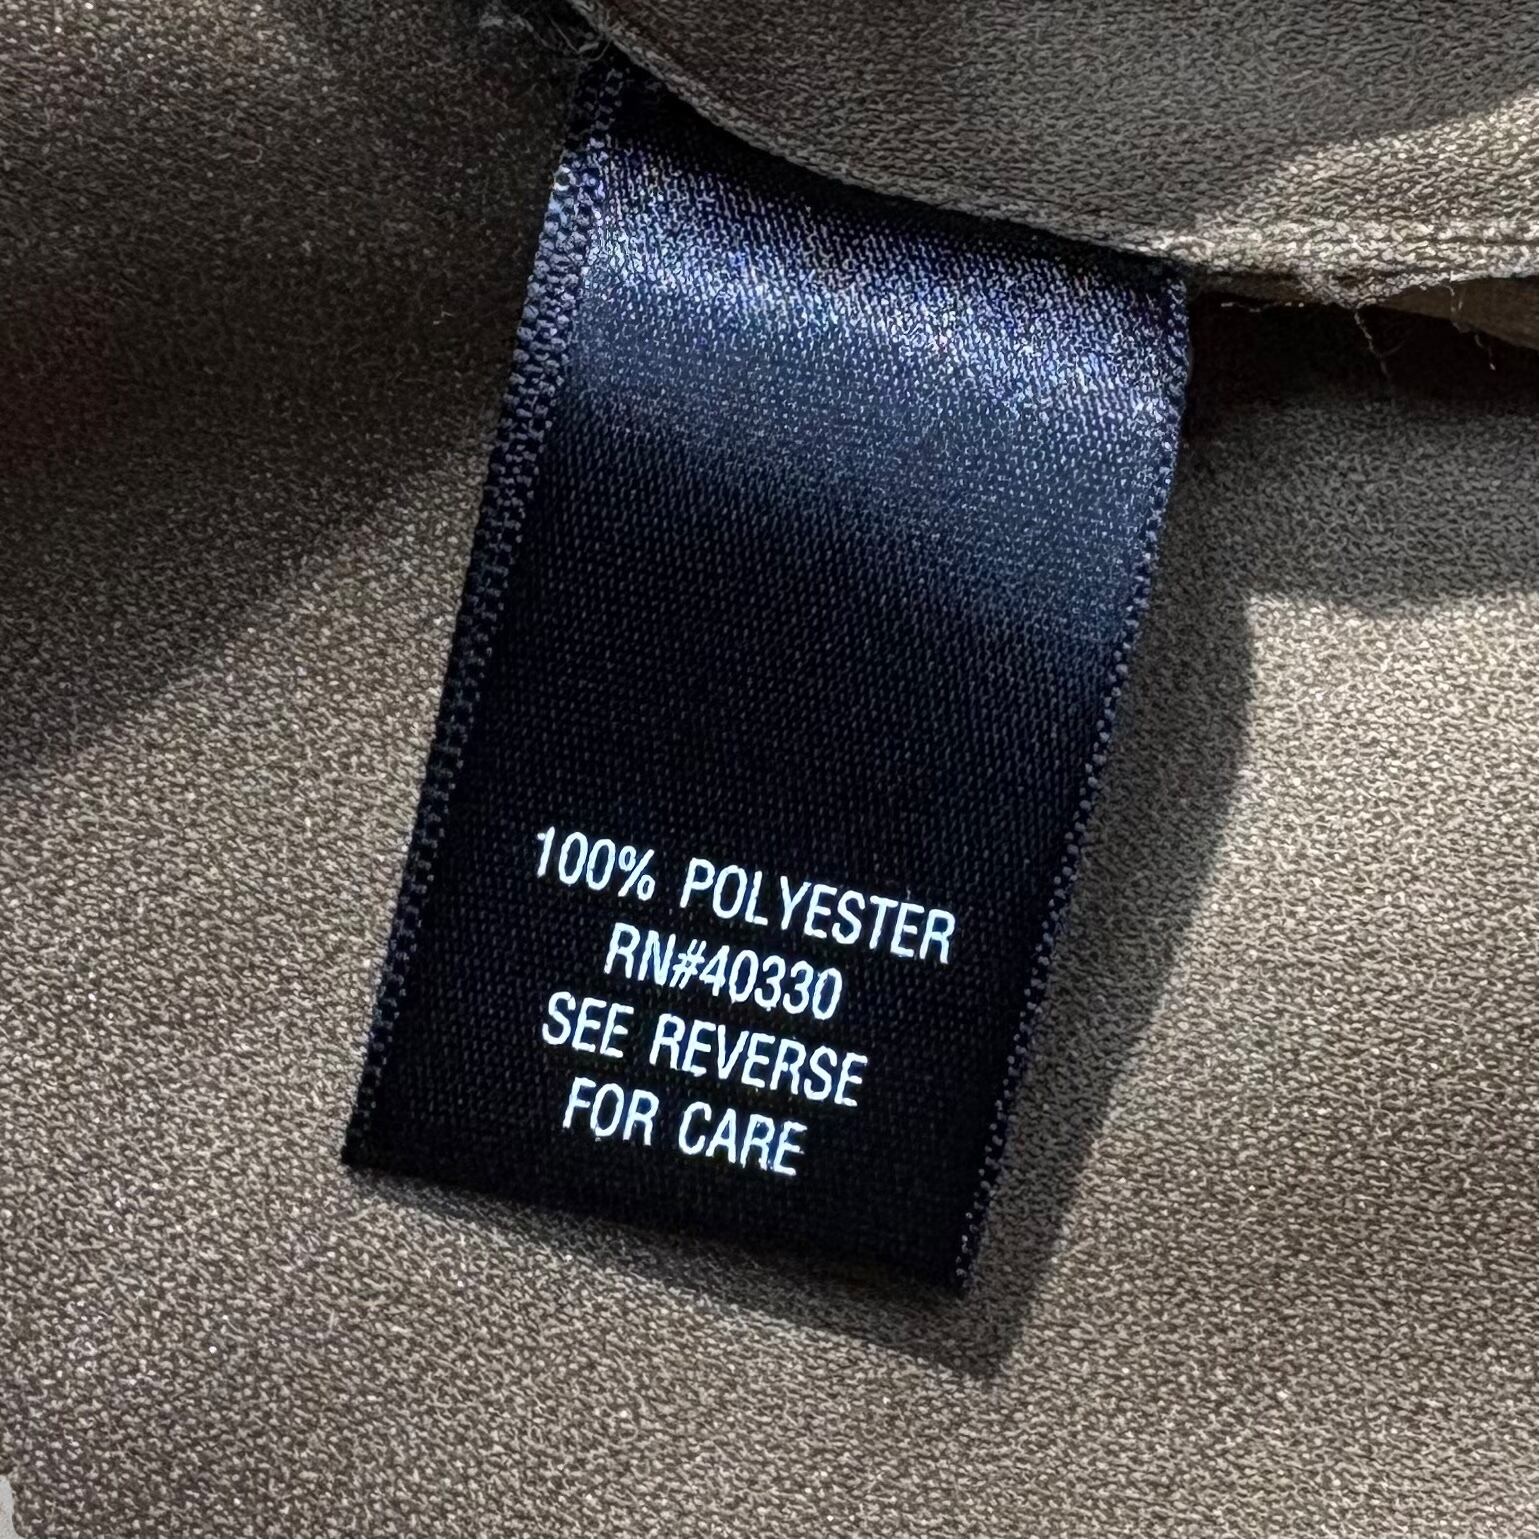 100% POLYESTER
RN#40330
SEE REVERSE
FOR CARE